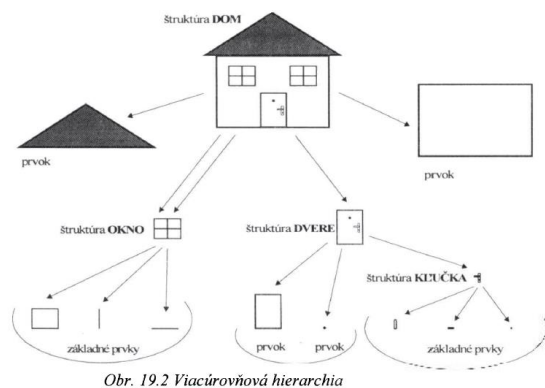 štruktúra DOM
prvok
prvok
štruktúra OKNO
štruktúra DVERE
štruktúra KĽUČKA
základné prvky
prvok prvok
základné prvky
Obr. 19.2 Viacúrovňová hierarchia